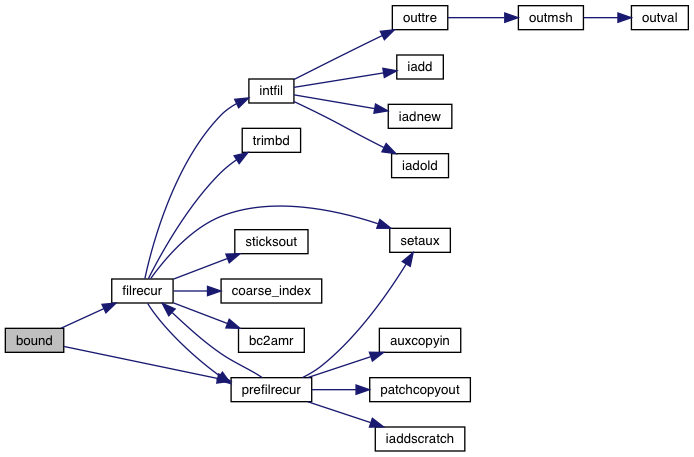 outtre
outmsh
outval
iadd
intfil
iadnew
trimbd
iadold
sticksout
setaux
filrecur
coarse_index
bound
bc2amr
auxcopyin
prefilrecur
patchcopyout
iaddscratch